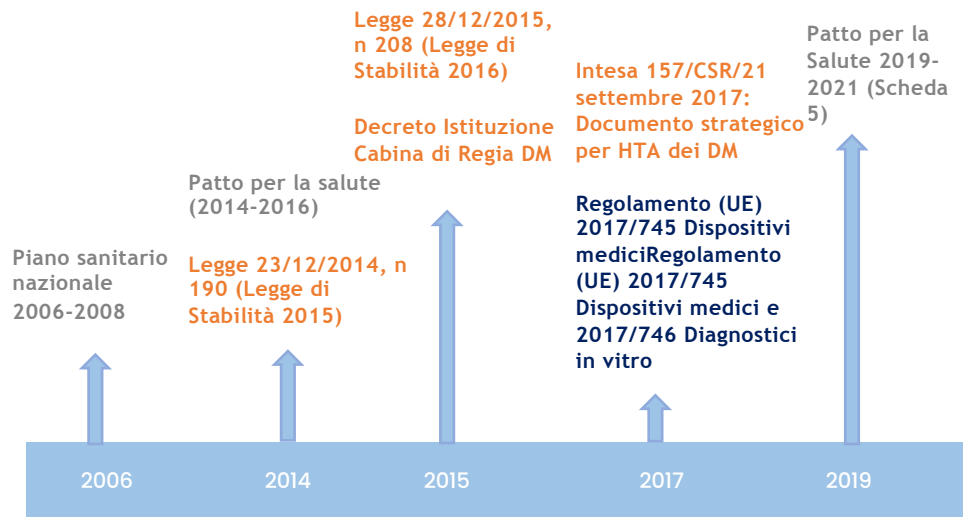 Piano sanitario
nazionale
2006-2008
Patto per la salute
(2014-2016)
Legge 23/12/2014, n
190 (Legge di
Stabilità 2015)
Legge 28/12/2015,
n 208 (Legge di
Stabilità 2016)
Decreto Istituzione
Cabina di Regia DM
Intesa 157/CSR/21
settembre 2017:
Documento strategico
per HTA dei DM
Regolamento (UE)
2017/745 Dispositivi
mediciRegolamento
(UE) 2017/745
Dispositivi medici e
2017/746 Diagnostici
in vitro
Patto per la
Salute 2019-
2021 (Scheda
5)
2006
2014
2015
2017
2019